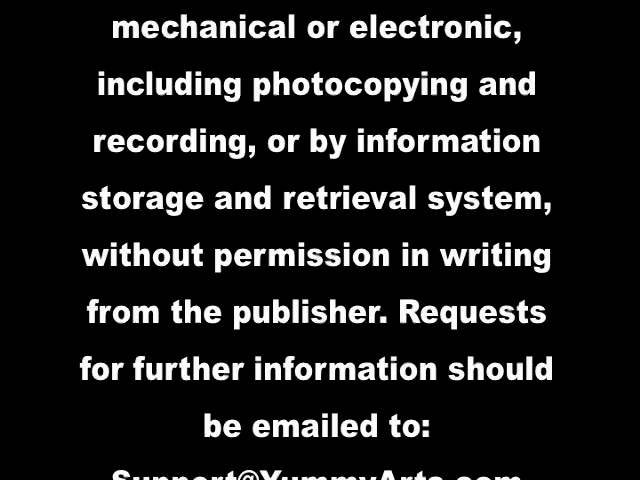 mechanical or electronic,
including photocopying and
recording, or by information
storage and retrieval system,
without permission in writing
from the publisher. Requests
for further information should
be emailed to:
Support@YummyArts.com